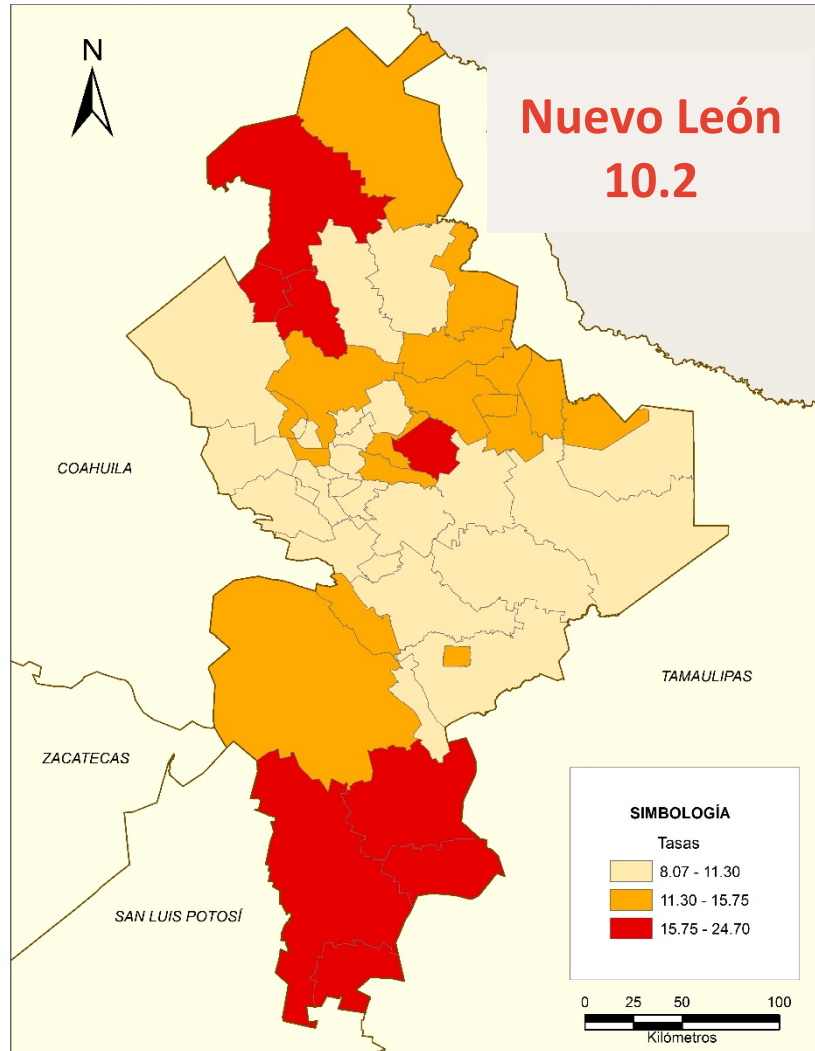 N
Nuevo León
10.2
COAHUILA
TAMAULIPAS
ZACATECAS
SAN LUIS POTOSÍ
SIMBOLOGÍA
Tasas
8.07 - 11.30
11.30 - 15.75
15.75 - 24.70
0 25 50 100
Kilómetros